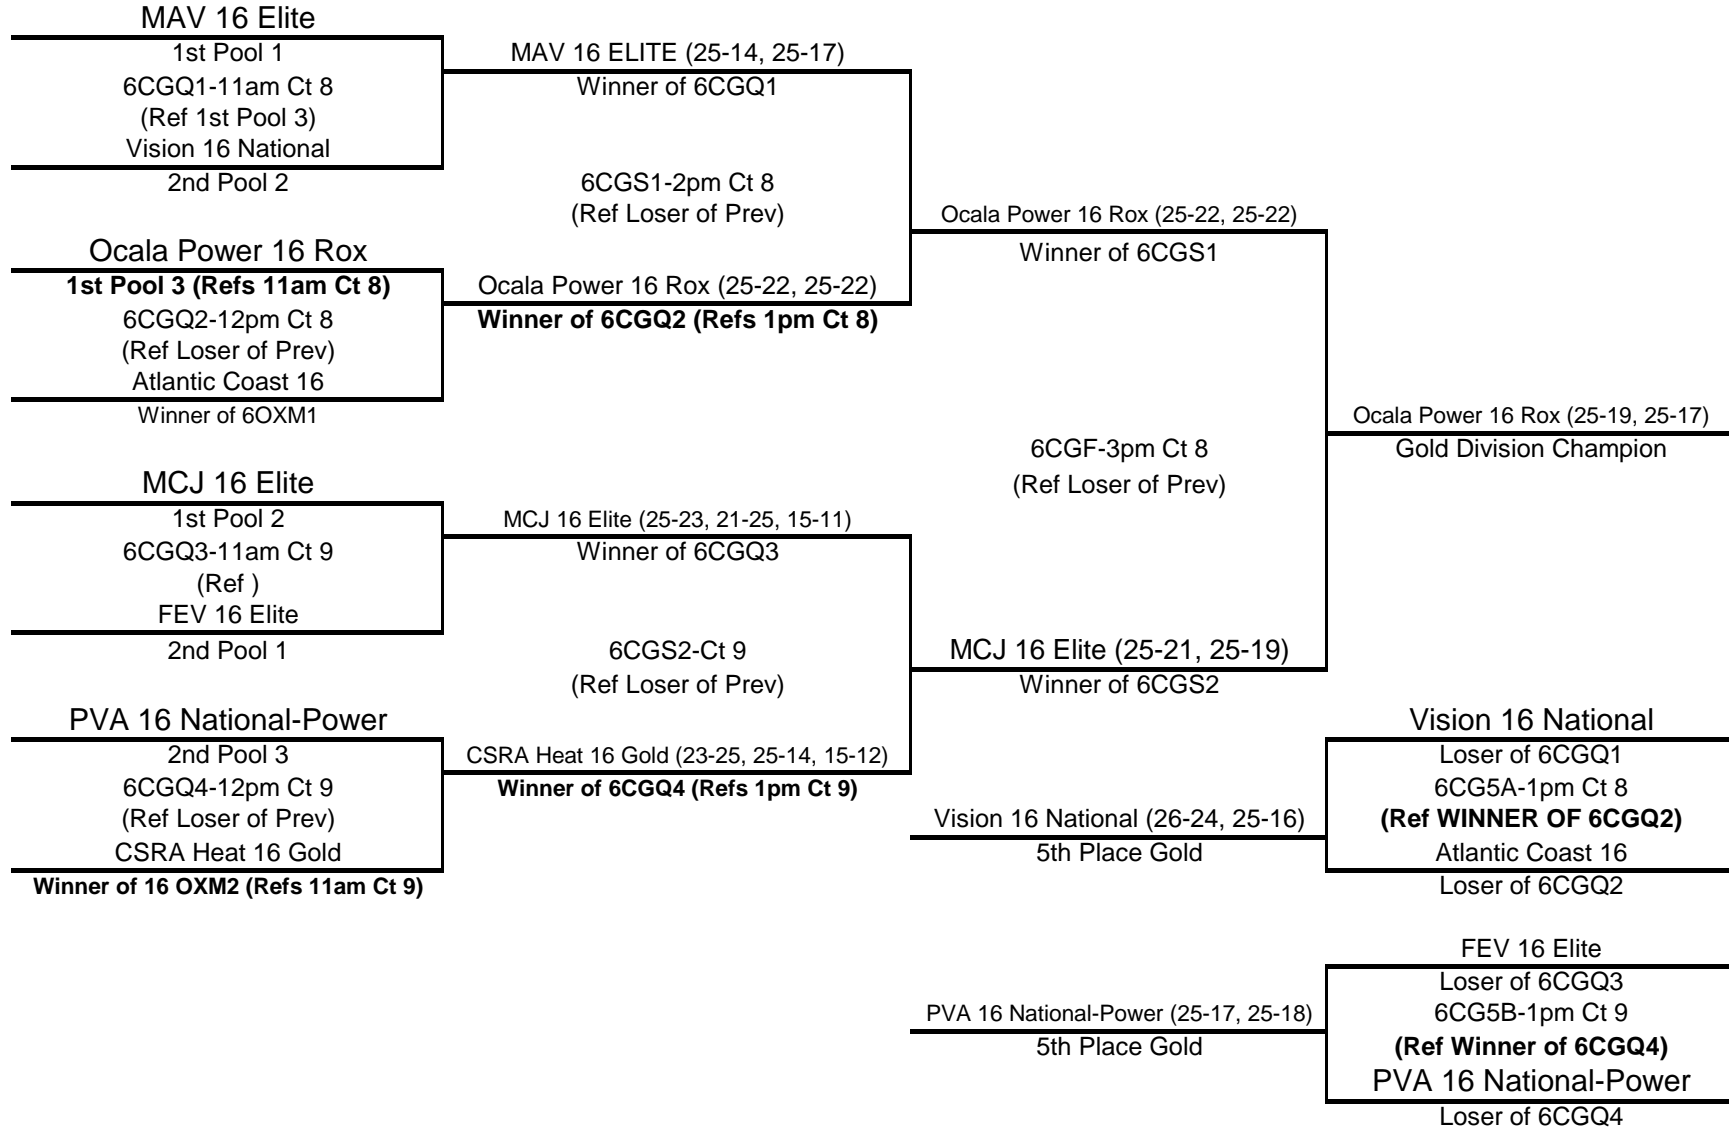 MAV 16 Elite
1st Pool 1
6CGQ1-11am Ct 8
(Ref 1st Pool 3)
Vision 16 National
2nd Pool 2
Ocala Power 16 Rox
1st Pool 3 (Refs 11am Ct 8)
6CGQ2-12pm Ct 8
(Ref Loser of Prev)
Atlantic Coast 16
Winner of 6OXM1
MCJ 16 Elite
1st Pool 2
6CGQ3-11am Ct 9
(Ref )
FEV 16 Elite
2nd Pool 1
PVA 16 National-Power
2nd Pool 3
6CGQ4-12pm Ct 9
(Ref Loser of Prev)
CSRA Heat 16 Gold
Winner of 16 OXM2 (Refs 11am Ct 9)
MAV 16 ELITE (25-14, 25-17)
Winner of 6CGQ1
6CGS1-2pm Ct 8
(Ref Loser of Prev)
Ocala Power 16 Rox (25-22, 25-22)
Winner of 6CGQ2 (Refs 1pm Ct 8)
MCJ 16 Elite (25-23, 21-25, 15-11)
Winner of 6CGQ3
6CGS2-Ct 9
(Ref Loser of Prev)
CSRA Heat 16 Gold (23-25, 25-14, 15-12)
Winner of 6CGQ4 (Refs 1pm Ct 9)
Ocala Power 16 Rox (25-22, 25-22)
Winner of 6CGS1
6CGF-3pm Ct 8
(Ref Loser of Prev)
MCJ 16 Elite (25-21, 25-19)
Winner of 6CGS2
Ocala Power 16 Rox (25-19, 25-17)
Gold Division Champion
Vision 16 National
Loser of 6CGQ1
6CG5A-1pm Ct 8
(Ref WINNER OF 6CGQ2)
Atlantic Coast 16
Loser of 6CGQ2
Vision 16 National (26-24, 25-16)
5th Place Gold
FEV 16 Elite
Loser of 6CGQ3
6CG5B-1pm Ct 9
(Ref Winner of 6CGQ4)
PVA 16 National-Power
Loser of 6CGQ4
PVA 16 National-Power (25-17, 25-18)
5th Place Gold